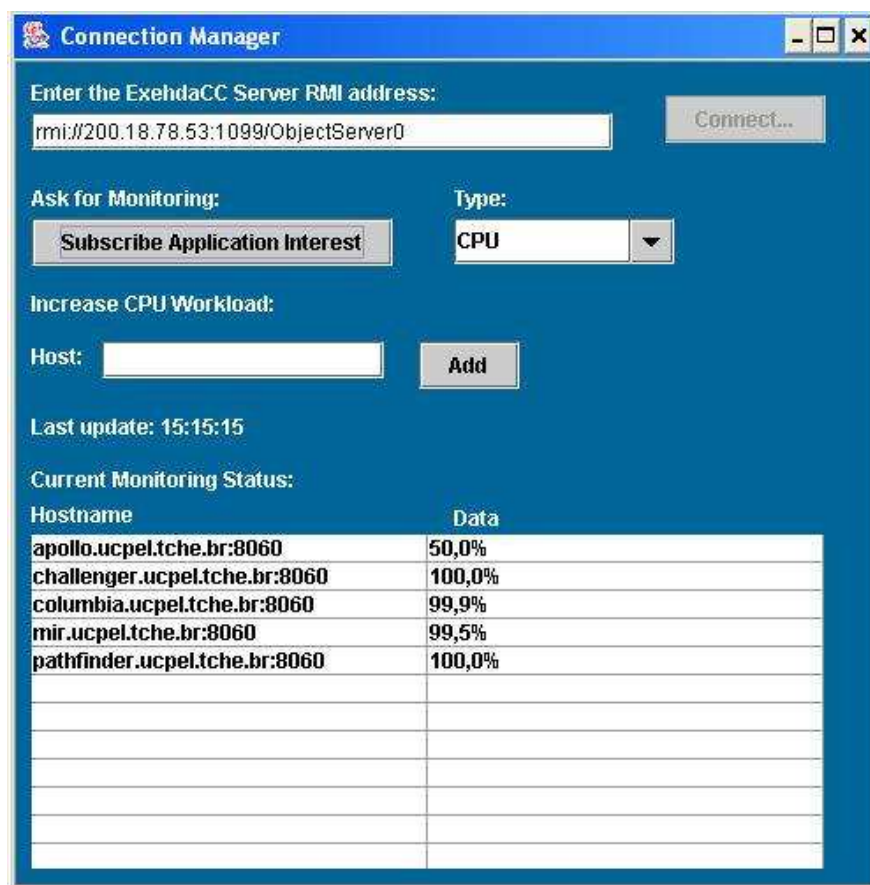 Connection Manager
Enter the ExehdaCC Server RMI address:
rmi://200.18.78.53:1099/ObjectServer0
Connect...
Ask for Monitoring:
Type:
Subscribe Application Interest
CPU
Increase CPU Workload:
Host:
Add
Last update: 15:15:15
Current Monitoring Status:
Hostname Data
apollo.ucpel.tche.br:8060 50,0%
challenger.ucpel.tche.br:8060 100,0%
columbia.ucpel.tche.br:8060 99,9%
mir.ucpel.tche.br:8060 99,5%
pathfinder.ucpel.tche.br:8060 100,0%